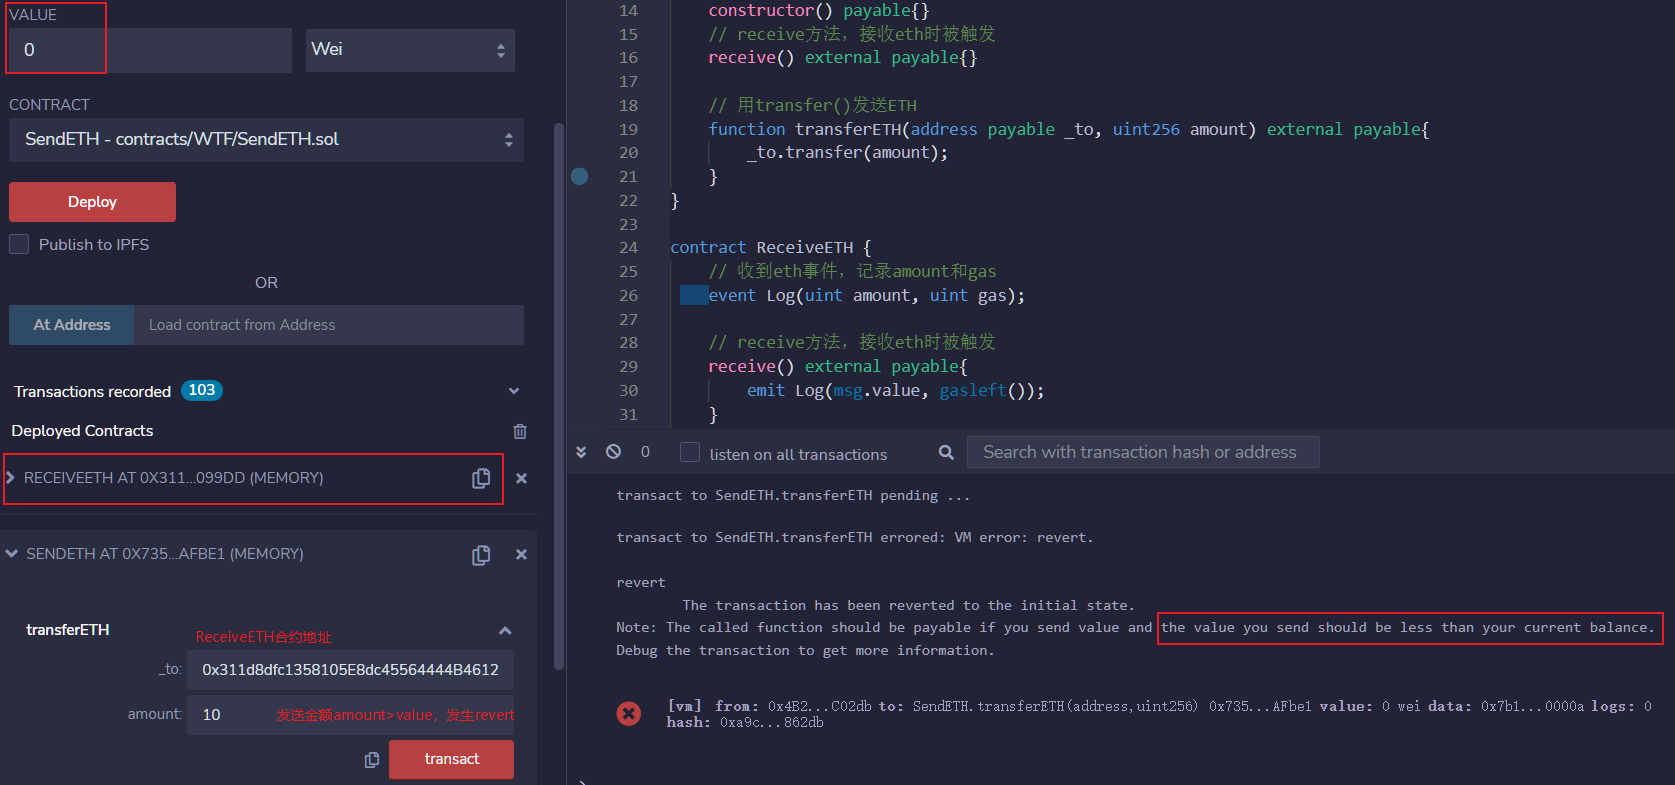 VALUE
0
Wei
CONTRACT
SendETH - contracts/WTF/SendETH.sol
Deploy
Publish to IPFS
OR
At Address
Load contract from Address
Transactions recorded 103
Deployed Contracts
RECEIVEETH AT 0X311...099DD (MEMORY)
SENDETH AT 0X735...AFBE1 (MEMORY)
transferETH
ReceiveETH合约地址
_to: 0x311d8dfc1358105E8dc45564444B4612
amount: 10 发送金额amount>value，发生revert
transact
14 constructor() payable{}
15 // receive方法，接收eth时被触发
16 receive() external payable{}
17
18 // 用transfer()发送ETH
19 function transferETH(address payable _to, uint256 amount) external payable{
20 _to.transfer(amount);
21 }
22 }
23
24 contract ReceiveETH {
25 // 收到eth事件，记录amount和gas
26 event Log(uint amount, uint gas);
27
28 // receive方法，接收eth时被触发
29 receive() external payable{
30 emit Log(msg.value, gasleft());
31 }
0 listen on all transactions Search with transaction hash or address
transact to SendETH.transferETH pending ...
transact to SendETH.transferETH errored: VM error: revert.
revert
The transaction has been reverted to the initial state.
Note: The called function should be payable if you send value and the value you send should be less than your current balance.
Debug the transaction to get more information.
[vm] from: 0x4B2...C02db to: SendETH.transferETH(address,uint256) 0x735...AFbe1 value: 0 wei data: 0x7b1...0000a logs: 0
hash: 0xa9c...862db